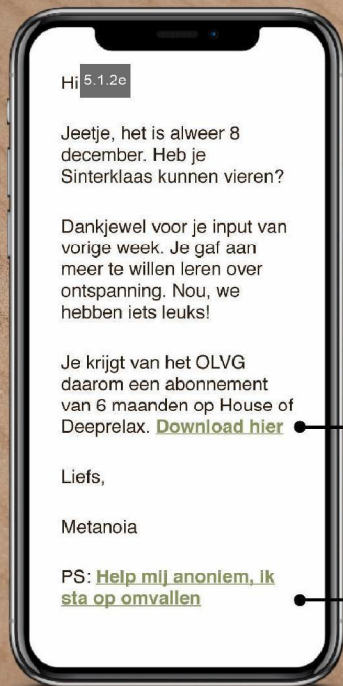 Hi 5.1.2e
Jeetje, het is alweer 8
december. Heb je
Sinterklaas kunnen vieren?
Dankjewel voor je input van
vorige week. Je gaf aan
meer te willen leren over
ontspanning. Nou, we
hebben iets leuks!
Je krijgt van het OLVG
daarom een abonnement
van 6 maanden op House of
Deeprelax. Download hier
Liefs,
Metanoia
PS: Help mij anoniem, ik
sta op omvallen